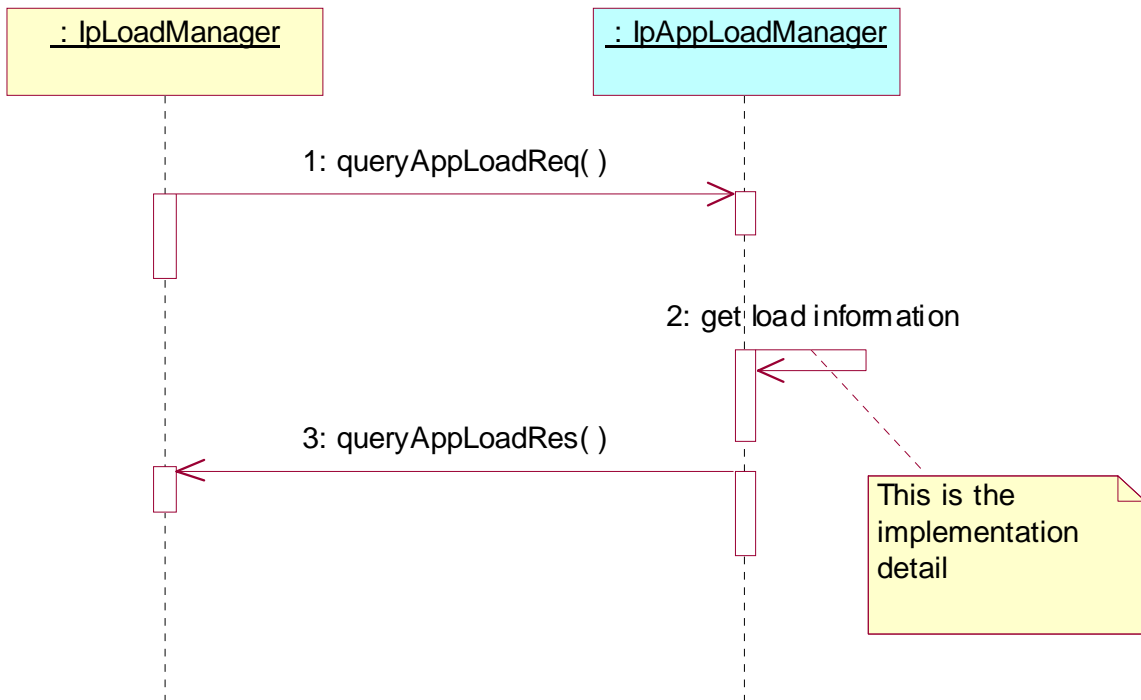 : IpLoadManager
: IpAppLoadManager
1: queryAppLoadReq( )
2: get load information
3: queryAppLoadRes( )
This is the
implementation
detail